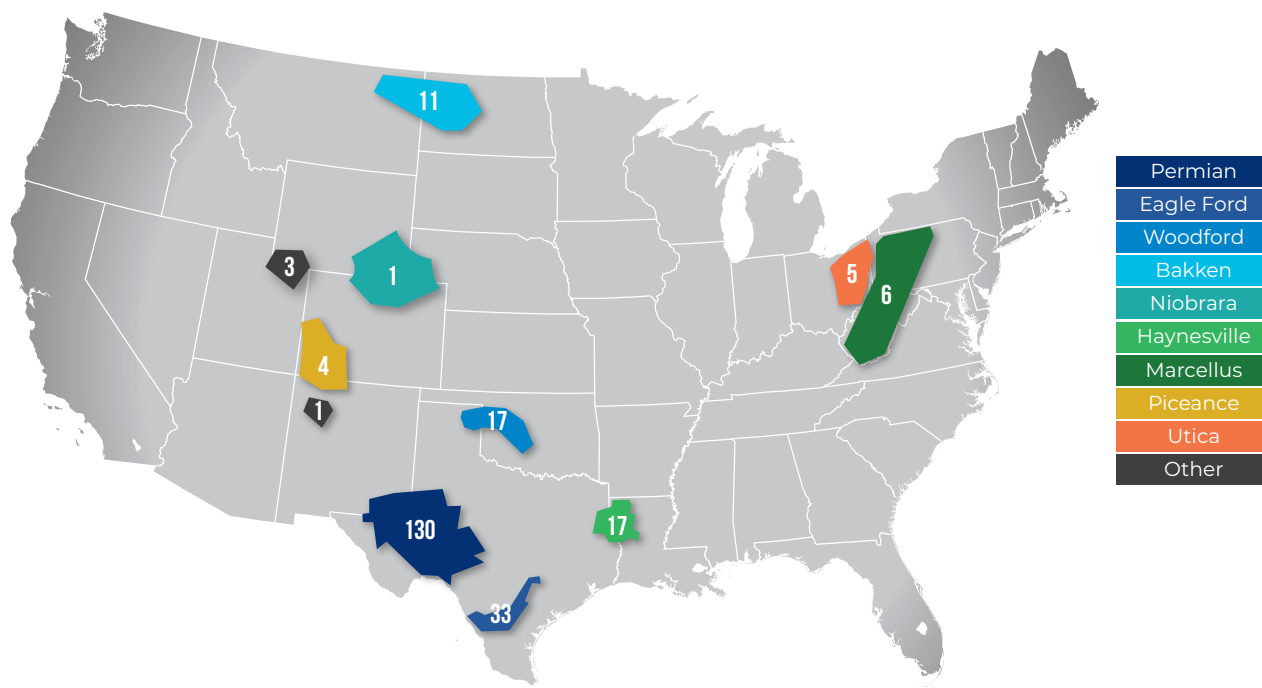 11
3
1
5
6
4
1
17
130
17
33
Permian
Eagle Ford
Woodford
Bakken
Niobrara
Haynesville
Marcellus
Piceance
Utica
Other